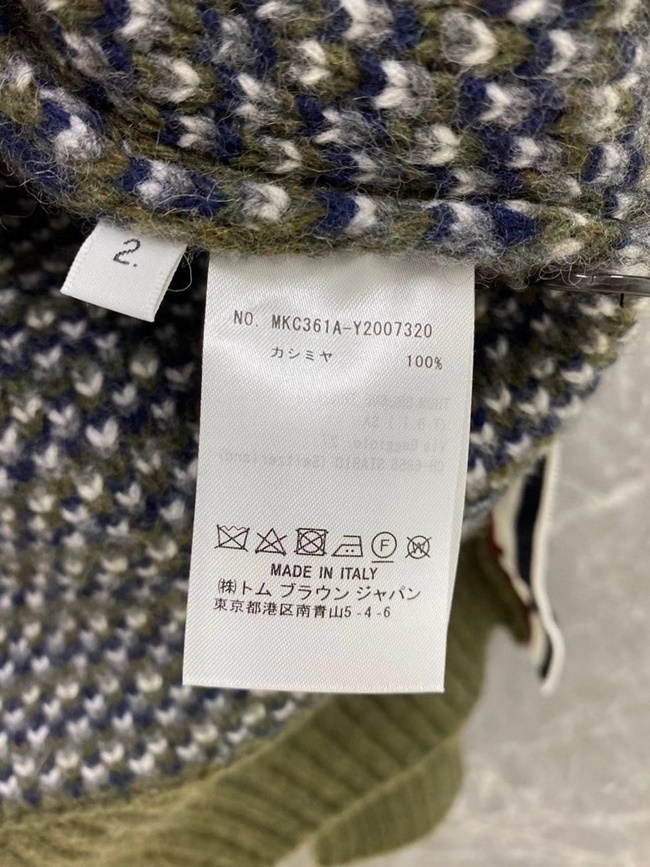 2.
NO. MKC361A-Y2007320
カシミヤ 100%
F W
MADE IN ITALY
㈱トム ブラウン ジャパン
東京都港区南青山5-4-6